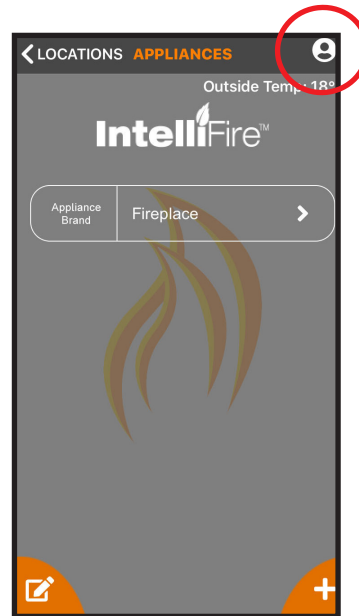 LOCATIONS APPLIANCES
Outside Temp: 18°
IntelliFire™
Appliance
Brand
Fireplace